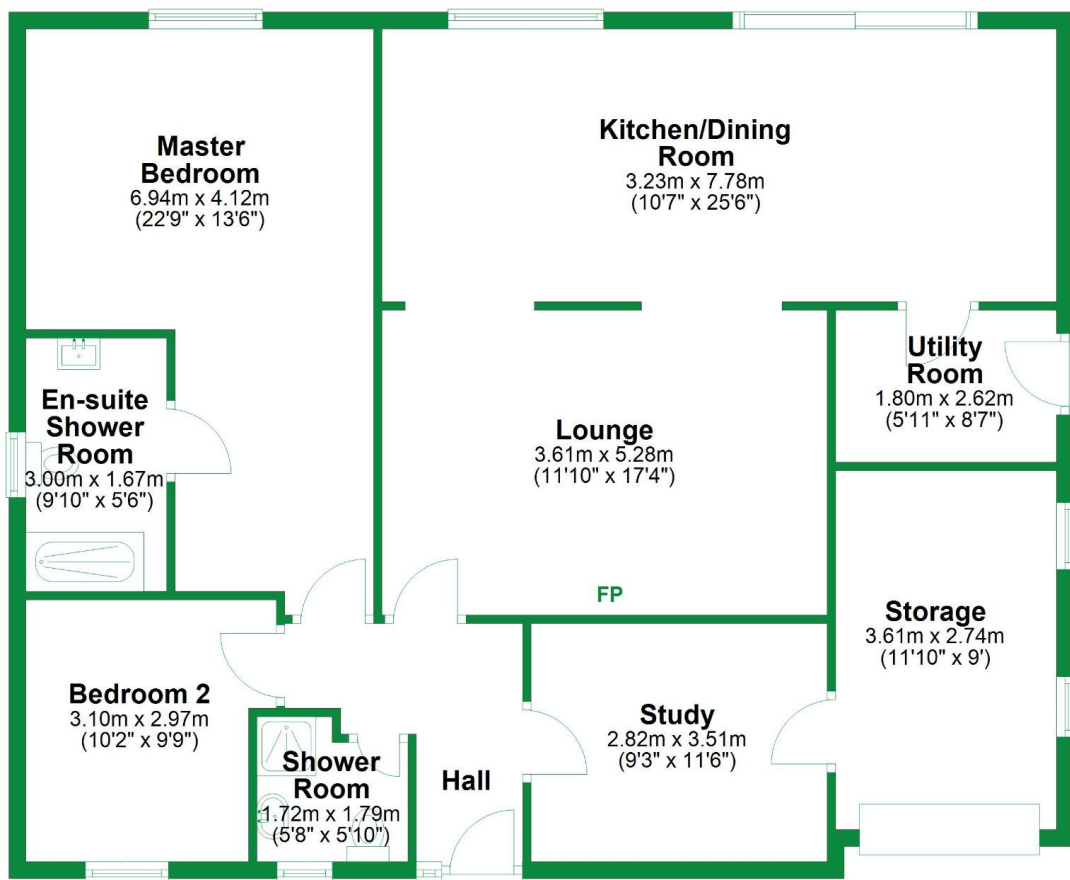 Master
Bedroom
6.94m x 4.12m
(22'9" x 13'6")
Kitchen/Dining
Room
3.23m x 7.78m
(10'7" x 25'6")
En-suite
Shower
Room
3.00m x 1.67m
(9'10" x 5'6")
Lounge
3.61m x 5.28m
(11'10" x 17'4")
FP
Utility
Room
1.80m x 2.62m
(5'11" x 8'7")
Bedroom 2
3.10m x 2.97m
(10'2" x 9'9")
Shower
Room
1.72m x 1.79m
(5'8" x 5'10")
Hall
Study
2.82m x 3.51m
(9'3" x 11'6")
Storage
3.61m x 2.74m
(11'10" x 9')